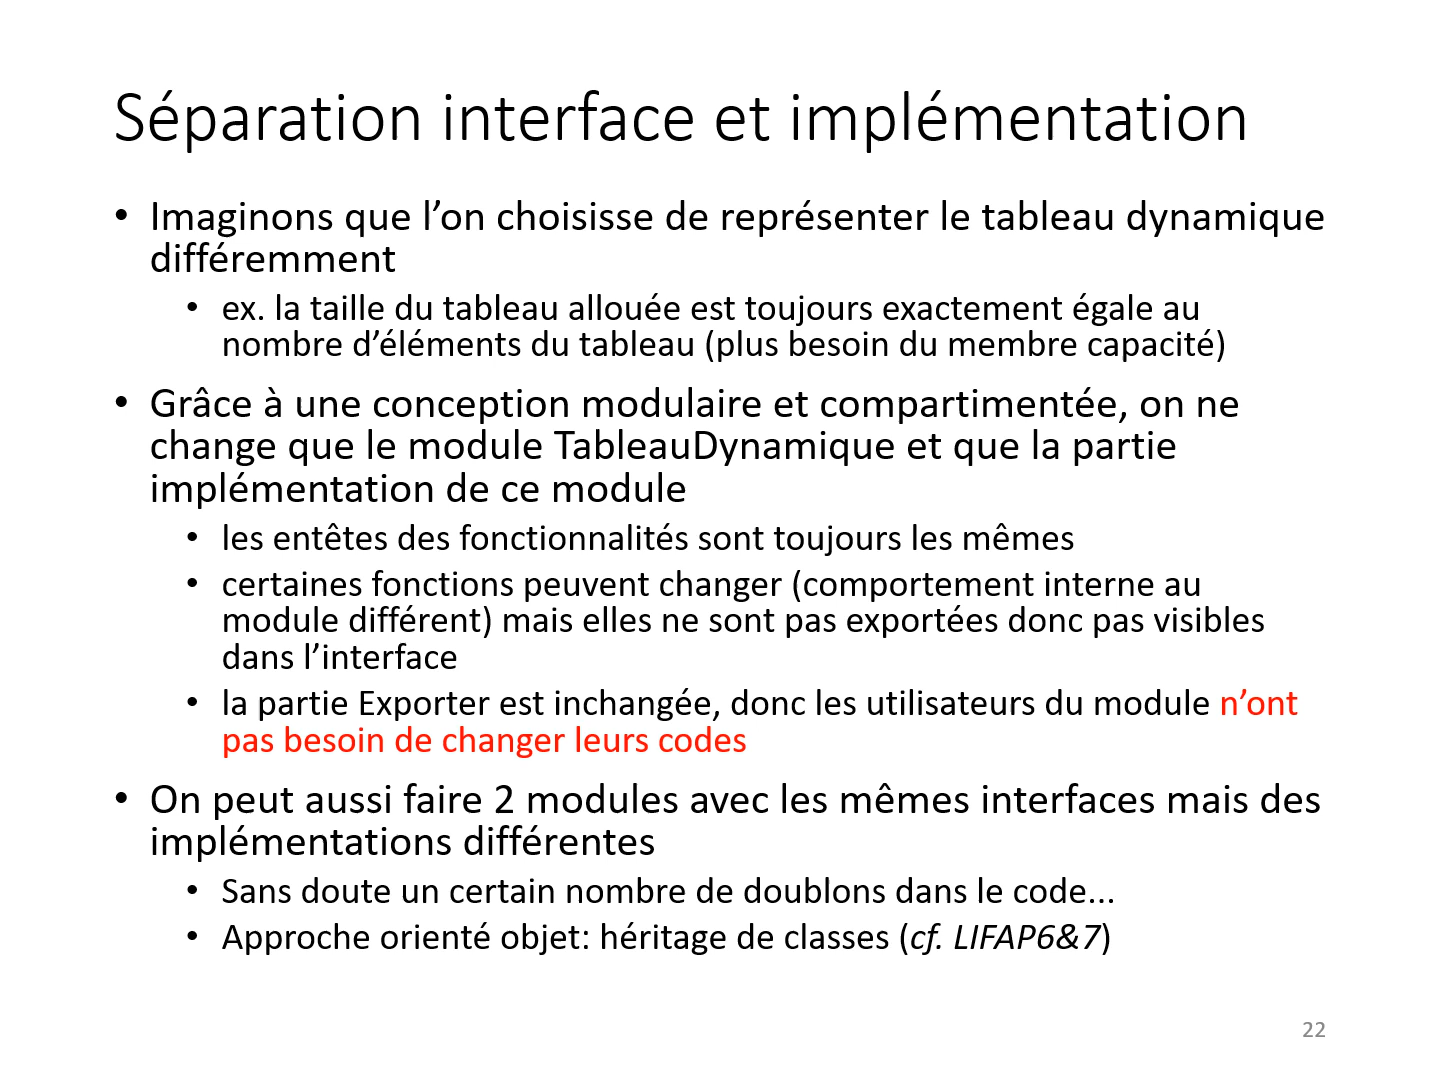 Séparation interface et implémentation
• Imaginons que l’on choisisse de représenter le tableau dynamique
différemment
• ex. la taille du tableau allouée est toujours exactement égale au
nombre d’éléments du tableau (plus besoin du membre capacité)
• Grâce à une conception modulaire et compartimentée, on ne
change que le module TableauDynamique et que la partie
implémentation de ce module
• les entêtes des fonctionnalités sont toujours les mêmes
• certaines fonctions peuvent changer (comportement interne au
module différent) mais elles ne sont pas exportées donc pas visibles
dans l’interface
• la partie Exporter est inchangée, donc les utilisateurs du module n’ont
pas besoin de changer leurs codes
• On peut aussi faire 2 modules avec les mêmes interfaces mais des
implémentations différentes
• Sans doute un certain nombre de doublons dans le code...
• Approche orienté objet: héritage de classes (cf. LIFAP6&7)
22